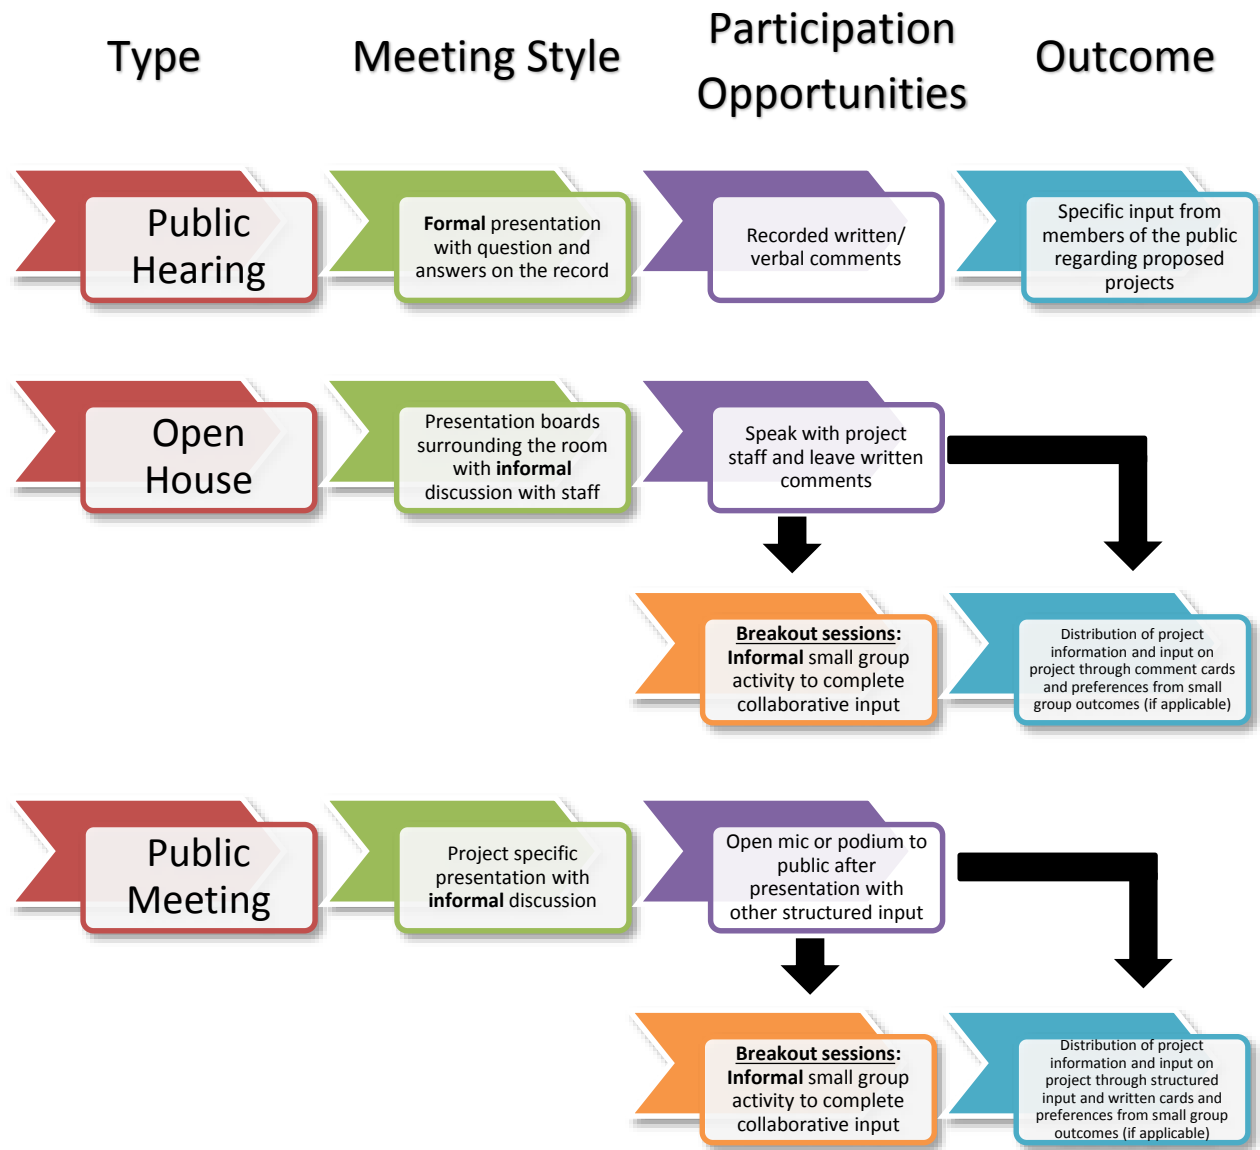 Type
Meeting Style
Participation
Opportunities
Outcome
Public
Hearing
Formal presentation
with question and
answers on the record
Recorded written/
verbal comments
Specific input from
members of the public
regarding proposed
projects
Open
House
Presentation boards
surrounding the room
with informal
discussion with staff
Speak with project
staff and leave written
comments
Breakout sessions:
Informal small group
activity to complete
collaborative input
Distribution of project
information and input on
project through comment cards
and preferences from small
group outcomes (if applicable)
Public
Meeting
Project specific
presentation with
informal discussion
Open mic or podium to
public after
presentation with
other structured input
Breakout sessions:
Informal small group
activity to complete
collaborative input
Distribution of project
information and input on
project through structured
input and written cards and
preferences from small group
outcomes (if applicable)